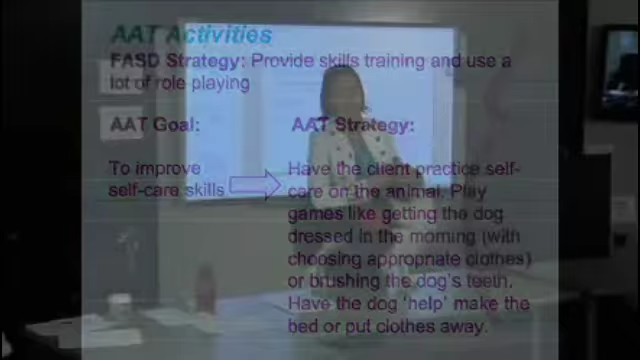 AAT Activities
FASD Strategy: Provide skills training and use a
lot of role playing
AAT Goal:
AAT Strategy:
To improve
self-care skills
Have the client practice self-
care on the animal. Play
games like getting the dog
dressed in the morning (with
choosing appropriate clothes)
or brushing the dog's teeth.
Have the dog 'help' make the
bed or put clothes away.